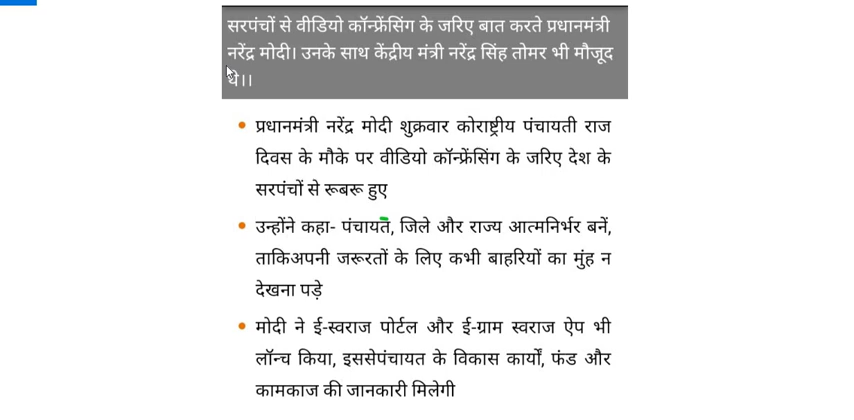 सरपंचों से वीडियो कॉन्फ्रेंसिंग के जरिए बात करते प्रधानमंत्री
नरेंद्र मोदी। उनके साथ केंद्रीय मंत्री नरेंद्र सिंह तोमर भी मौजूद
थे।।
• प्रधानमंत्री नरेंद्र मोदी शुक्रवार कोराष्ट्रीय पंचायती राज
दिवस के मौके पर वीडियो कॉन्फ्रेंसिंग के जरिए देश के
सरपंचों से रूबरू हुए
• उन्होंने कहा- पंचायतें, जिले और राज्य आत्मनिर्भर बनें,
ताकिअपनी जरूरतों के लिए कभी बाहरियों का मुंह न
देखना पड़े
• मोदी ने ई-स्वराज पोर्टल और ई-ग्राम स्वराज ऐप भी
लॉन्च किया, इससेपंचायत के विकास कार्यों, फंड और
कामकाज की जानकारी मिलेगी